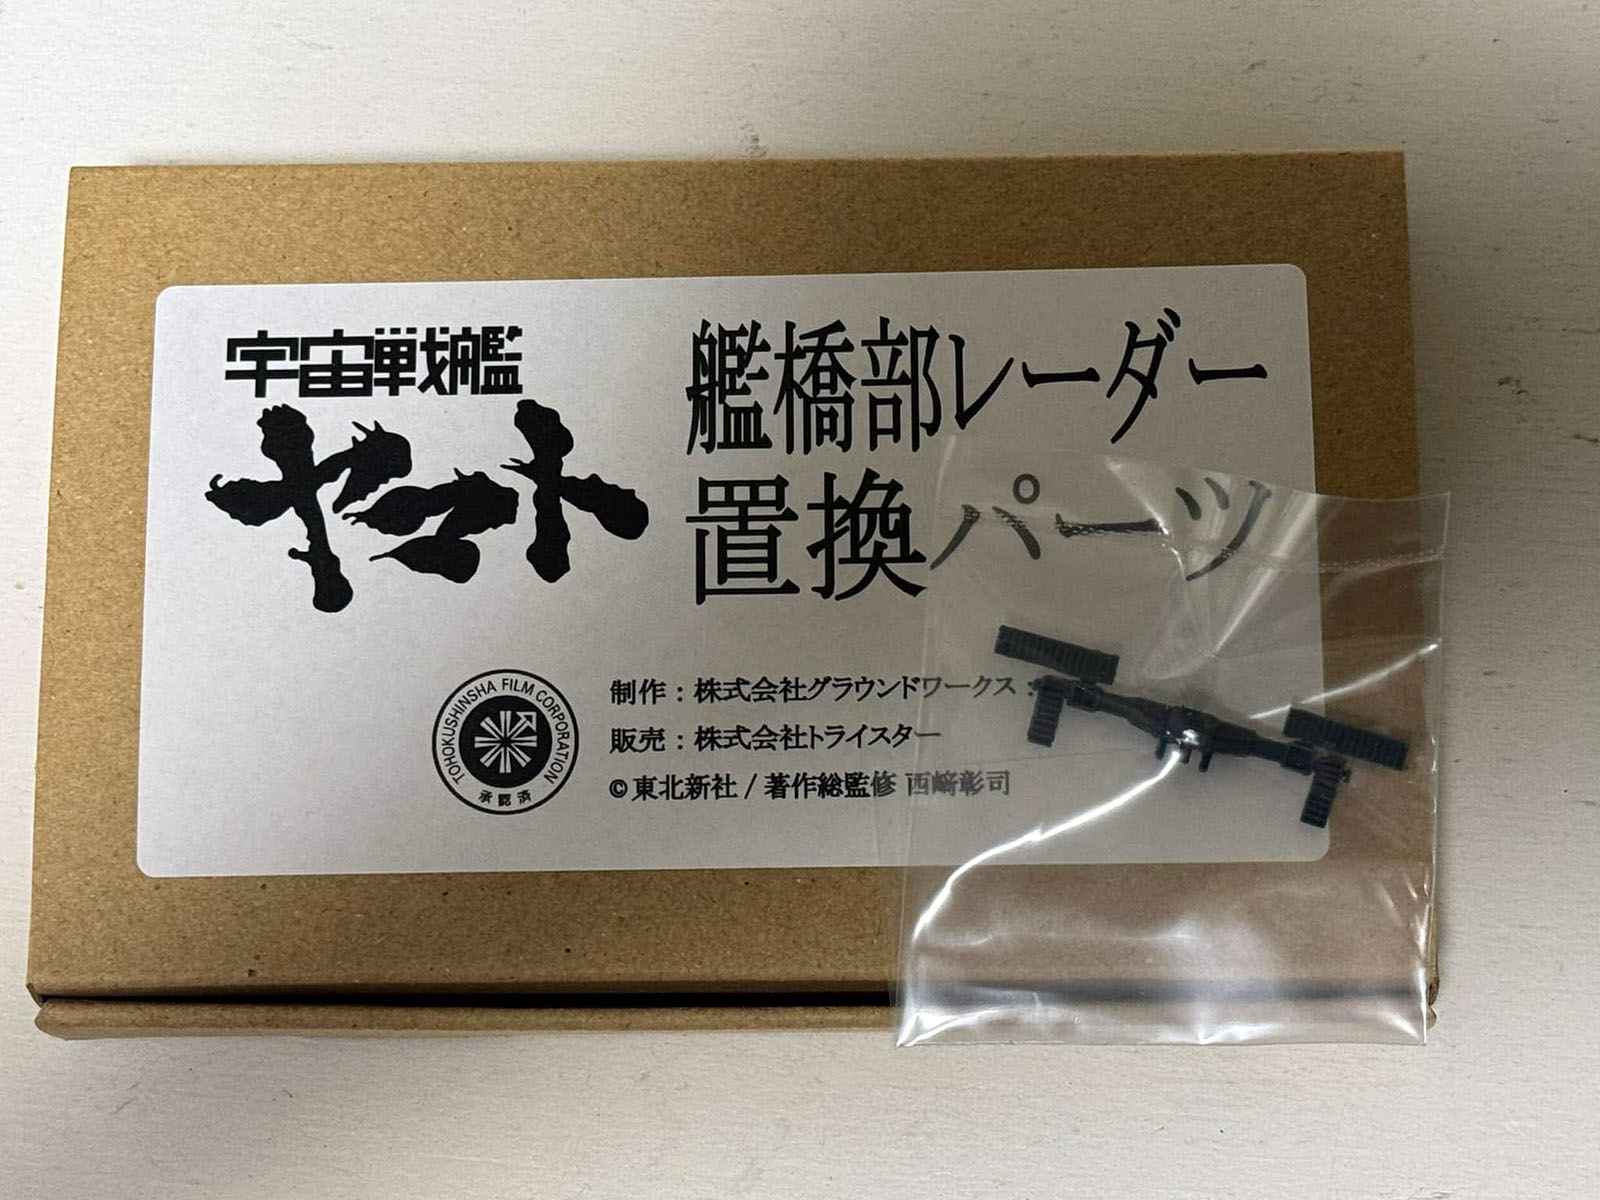 宇宙戦艦
ヤマト
艦橋部レーダー
置換パーツ
TOHOKUSHINSHA FILM CORPORATION
承認済
制作：株式会社グラウンドワークス：
販売：株式会社トライスター
©東北新社 / 著作総監修 西﨑彰司